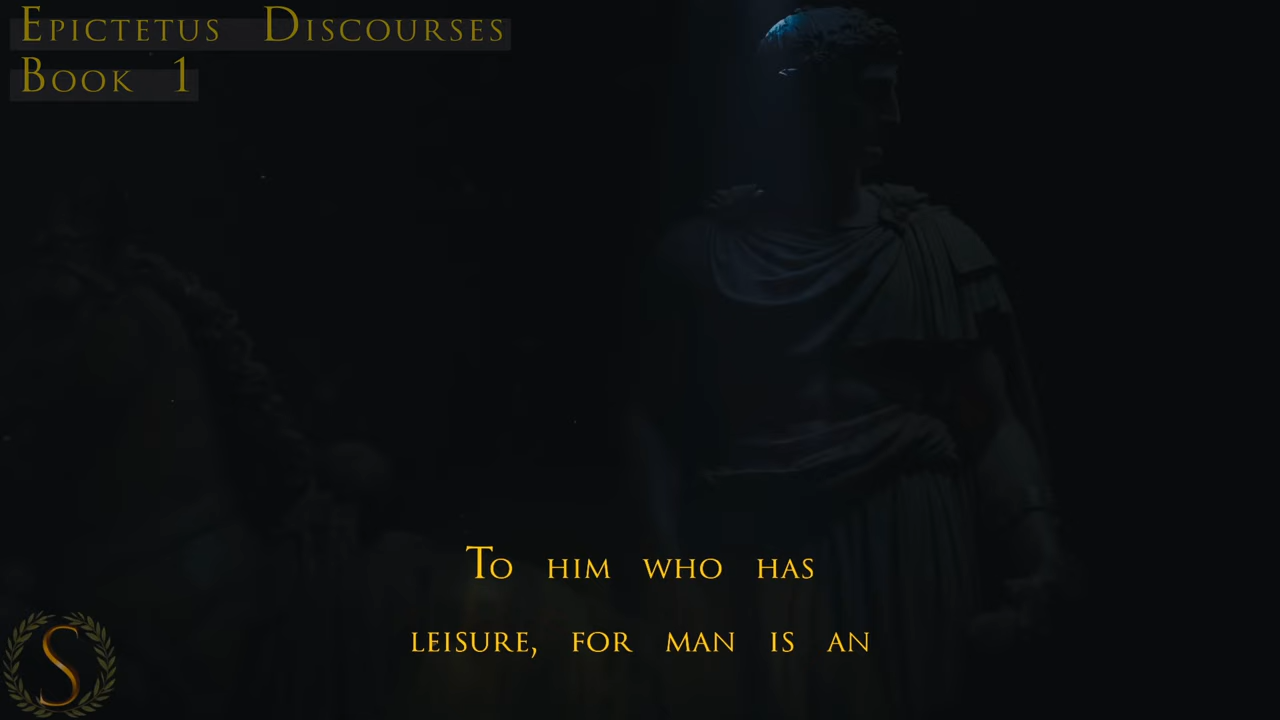 Epictetus Discourses
Book 1
To him who has
leisure, for man is an
S